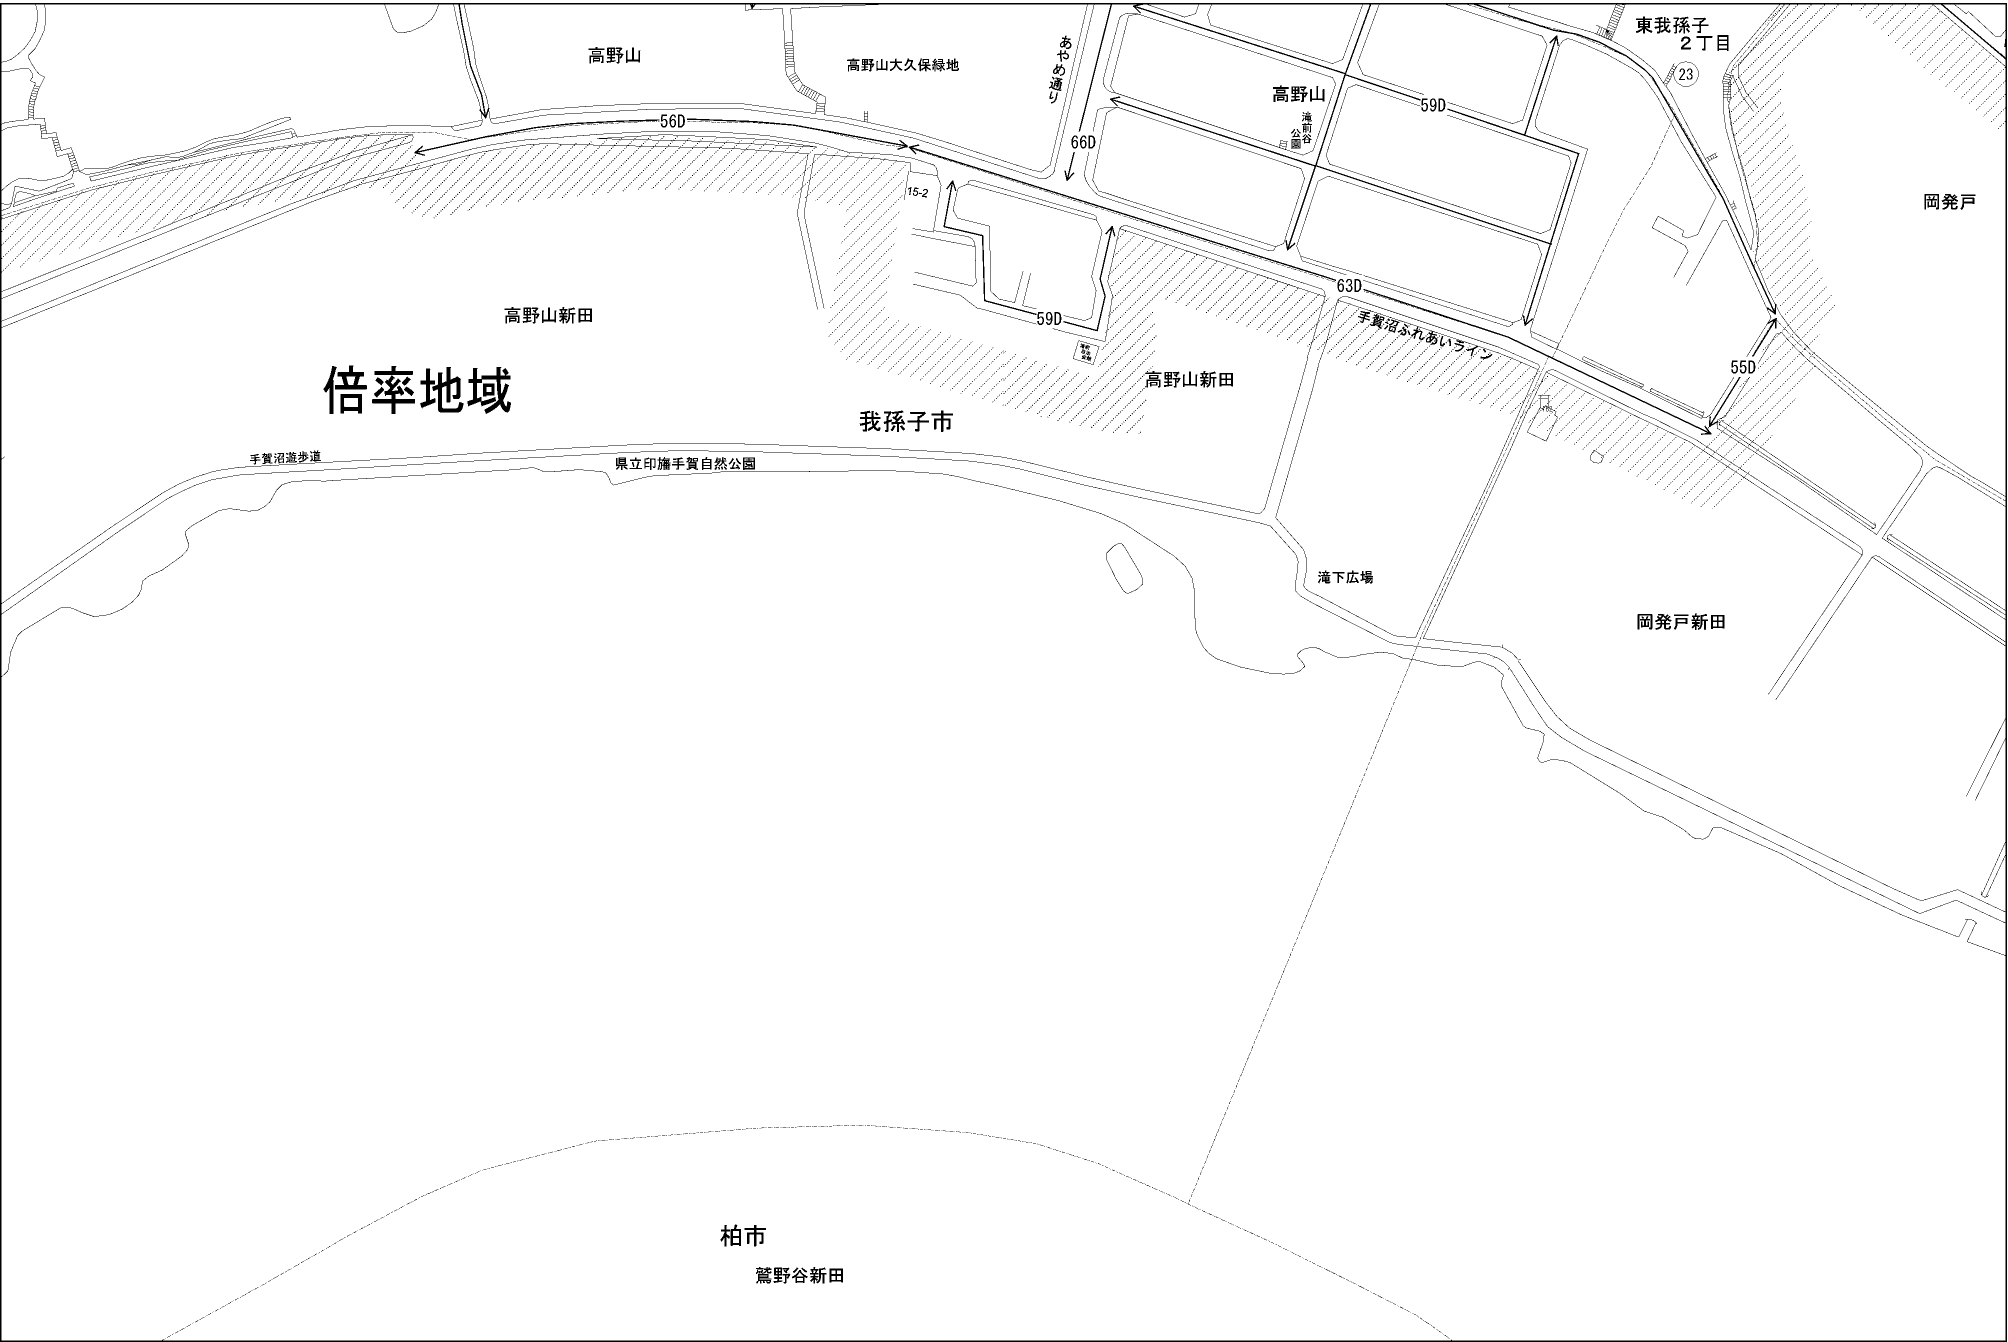 東我孫子
2丁目
23
高野山
高野山大久保緑地
あやめ通り
高野山
滝前谷
公園
59D
56D
66D
15-2
岡発戸
63D
高野山新田
59D
手賀沼ふれあいライン
55D
高野山新田
倍率地域
我孫子市
手賀沼遊歩道
県立印旛手賀自然公園
滝下広場
岡発戸新田
柏市
鷲野谷新田